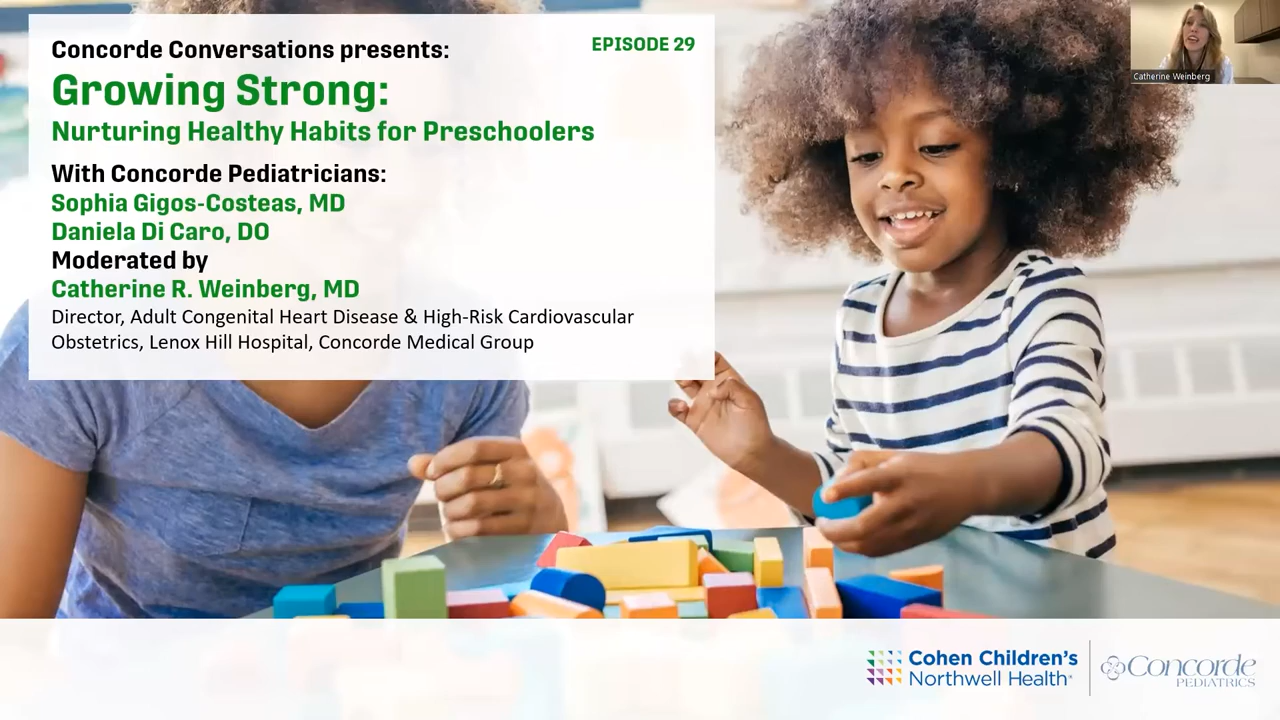 Concorde Conversations presents:
EPISODE 29
Growing Strong:
Nurturing Healthy Habits for Preschoolers
With Concorde Pediatricians:
Sophia Gigos-Costeas, MD
Daniela Di Caro, DO
Moderated by
Catherine R. Weinberg, MD
Director, Adult Congenital Heart Disease & High-Risk Cardiovascular
Obstetrics, Lenox Hill Hospital, Concorde Medical Group
Catherine Weinberg
Cohen Children's
Northwell Health
Concorde
PEDIATRICS